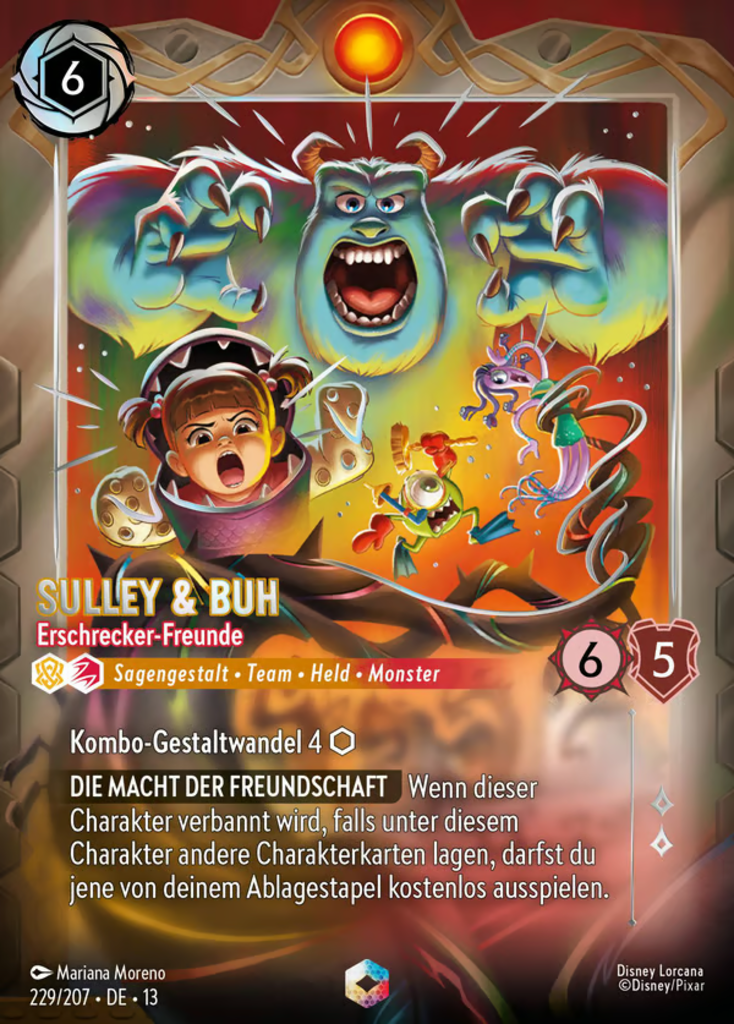 6
SULLEY & BUH
Erschrecker-Freunde
Sagengestalt • Team • Held • Monster
6 5
Kombo-Gestaltwandel 4 ⬡
DIE MACHT DER FREUNDSCHAFT Wenn dieser
Charakter verbannt wird, falls unter diesem
Charakter andere Charakterkarten lagen, darfst du
jene von deinem Ablagestapel kostenlos ausspielen.
Mariana Moreno
229/207 • DE • 13
Disney Lorcana
©Disney/Pixar